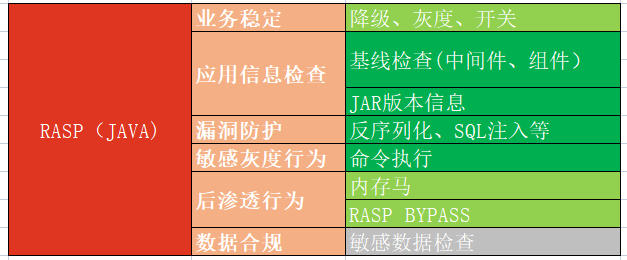 业务稳定
降级、灰度、开关
应用信息检查
基线检查(中间件、组件）
JAR版本信息
RASP（JAVA)
漏洞防护
反序列化、SQL注入等
敏感灰度行为
命令执行
后渗透行为
内存马
RASP BYPASS
数据合规
敏感数据检查